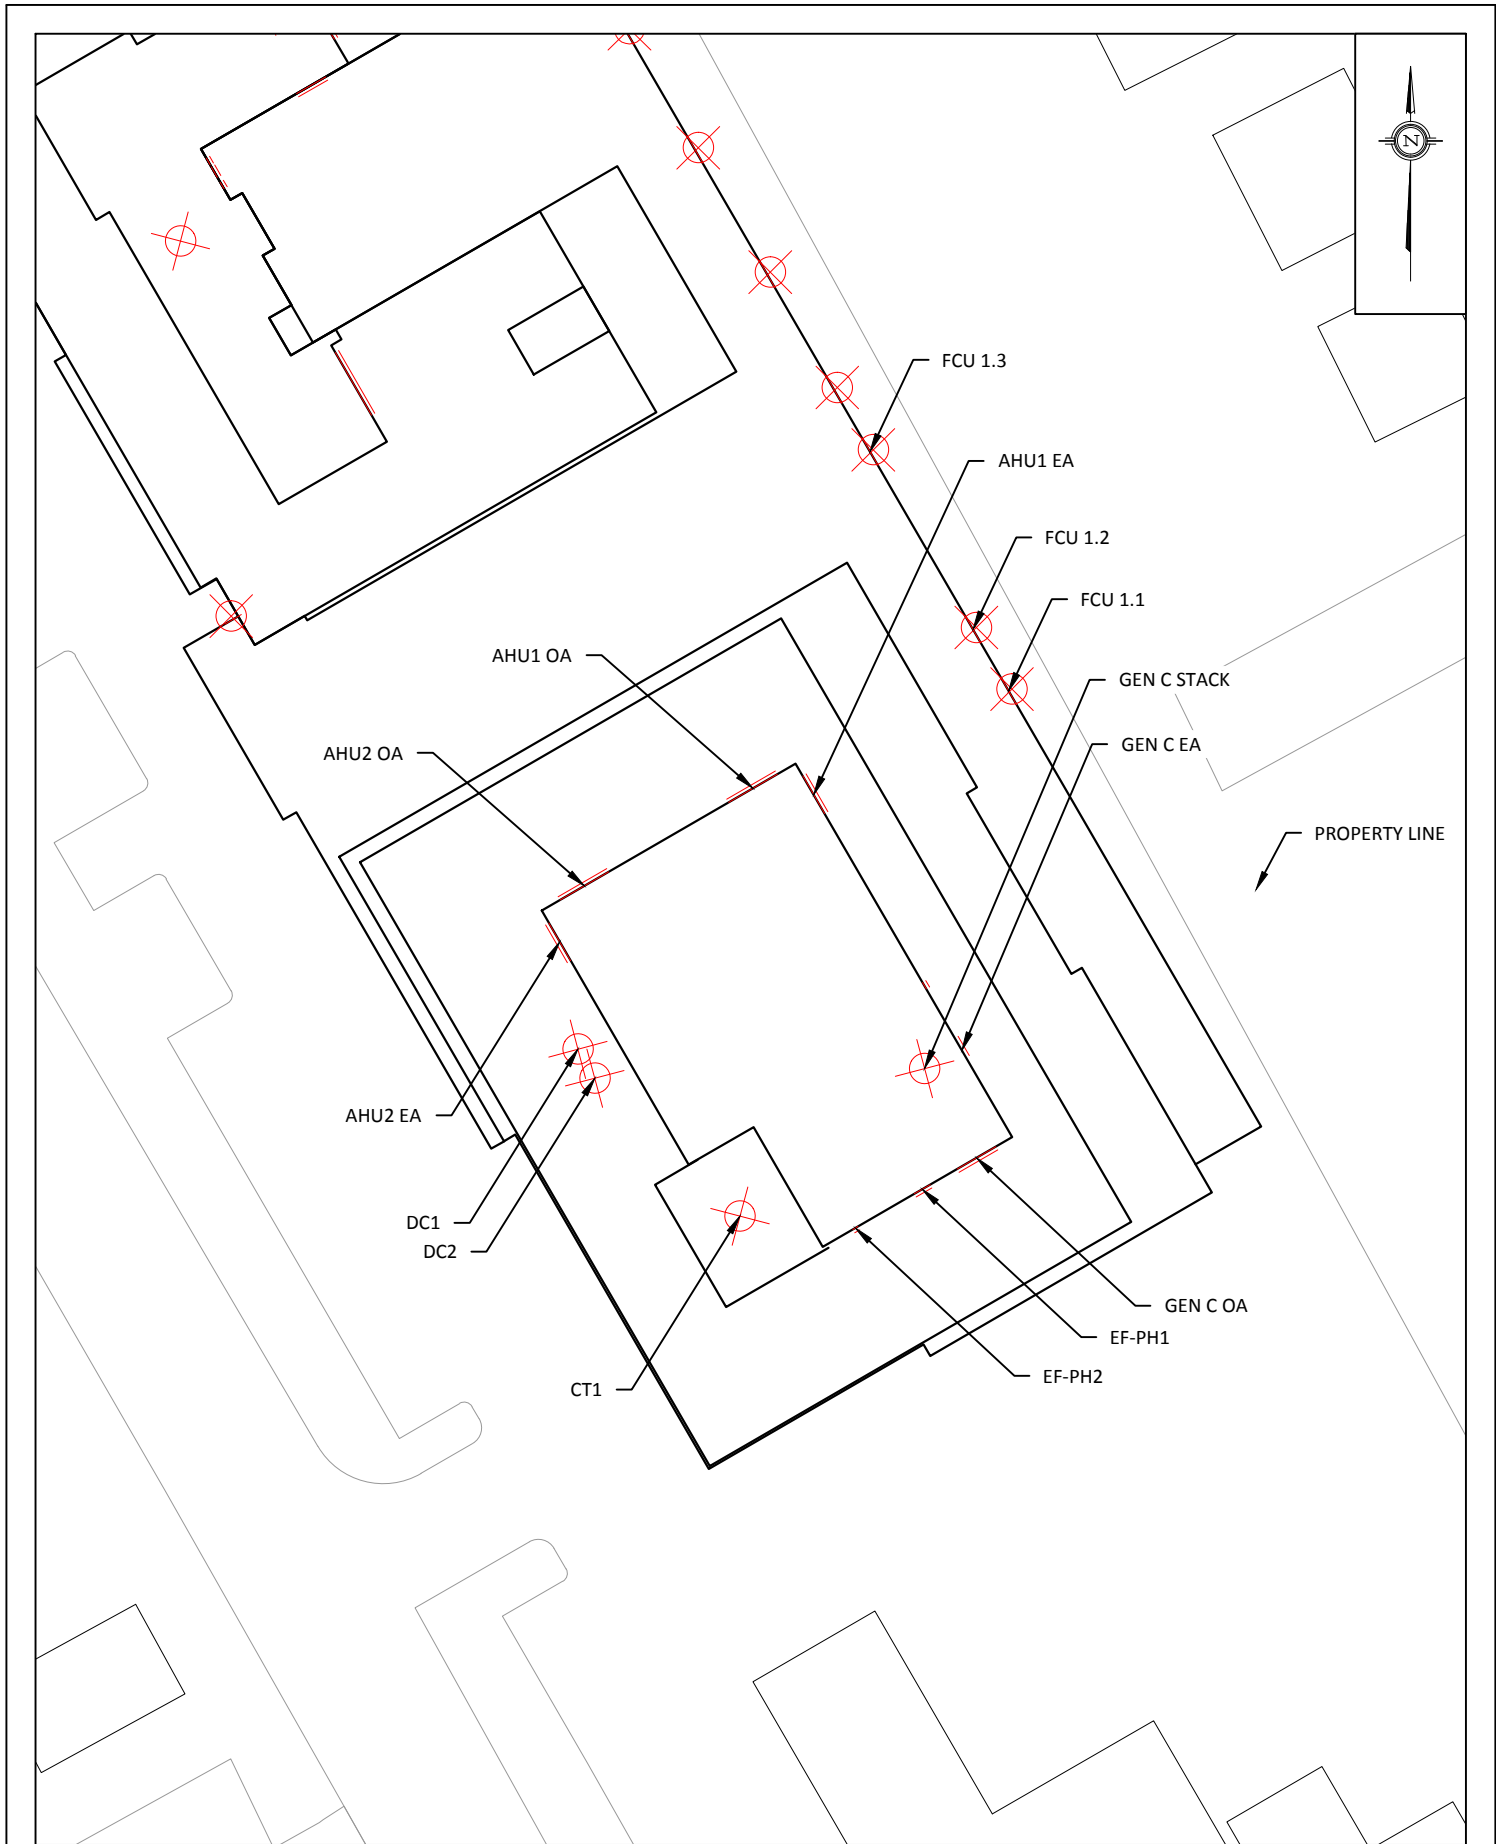 N
FCU 1.3
AHU1 EA
FCU 1.2
FCU 1.1
AHU1 OA
GEN C STACK
GEN C EA
AHU2 OA
PROPERTY LINE
AHU2 EA
DC1
DC2
GEN C OA
EF-PH1
EF-PH2
CT1